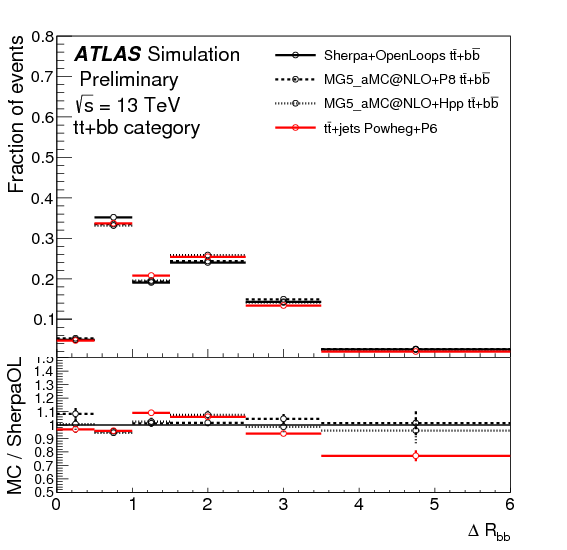 0.8
0.7
0.6
0.5
0.4
0.3
0.2
0.1
Fraction of events
ATLAS Simulation
Preliminary
√s = 13 TeV
tt+bb category
Sherpa+OpenLoops tt̄+bb̄
MG5_aMC@NLO+P8 tt̄+bb̄
MG5_aMC@NLO+Hpp tt̄+bb̄
tt̄+jets Powheg+P6
1.5
1.4
1.3
1.2
1.1
1
0.9
0.8
0.7
0.6
0.5
MC / SherpaOL
0 1 2 3 4 5 6
Δ R_bb